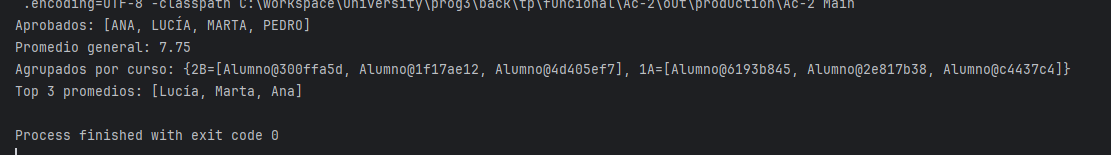 .encoding=UTF-8 -classpath C:\workspace\University\prog3\back\tp\funcional\Ac-2\out\production\Ac-2 Main
Aprobados: [ANA, LUCÍA, MARTA, PEDRO]
Promedio general: 7.75
Agrupados por curso: {2B=[Alumno@300ffa5d, Alumno@1f17ae12, Alumno@4d405ef7], 1A=[Alumno@6193b845, Alumno@2e817b38, Alumno@c4437c4]}
Top 3 promedios: [Lucía, Marta, Ana]
Process finished with exit code 0